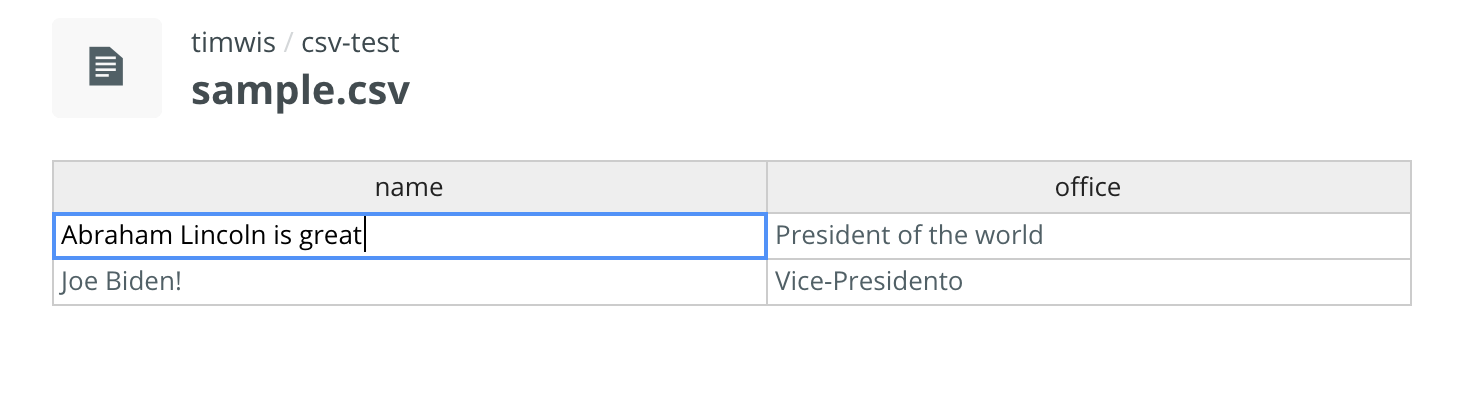 timwis / csv-test
sample.csv
name office
Abraham Lincoln is great President of the world
Joe Biden! Vice-Presidento